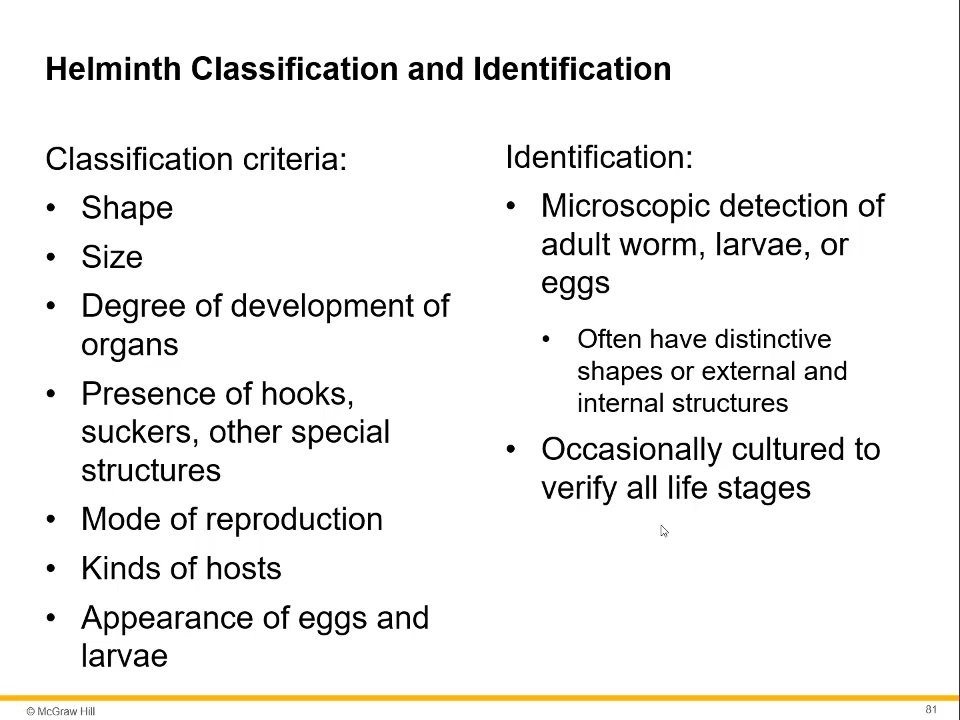 Helminth Classification and Identification
Classification criteria:
• Shape
• Size
• Degree of development of
organs
• Presence of hooks,
suckers, other special
structures
• Mode of reproduction
• Kinds of hosts
• Appearance of eggs and
larvae
Identification:
• Microscopic detection of
adult worm, larvae, or
eggs
• Often have distinctive
shapes or external and
internal structures
• Occasionally cultured to
verify all life stages
© McGraw Hill
81